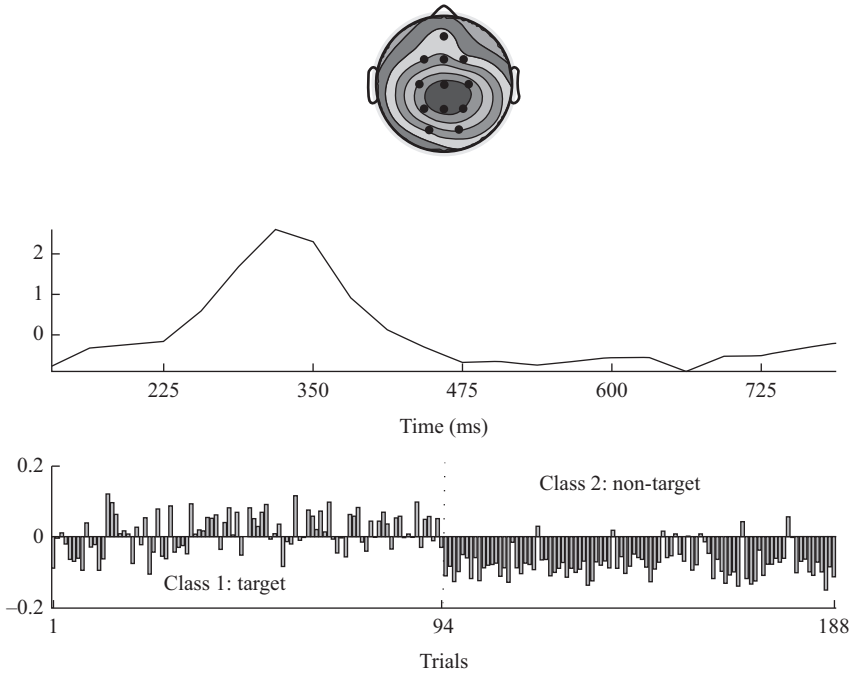 2
1
0
225 350 475 600 725
Time (ms)
0.2
Class 2: non-target
0
Class 1: target
–0.2
1 94 188
Trials